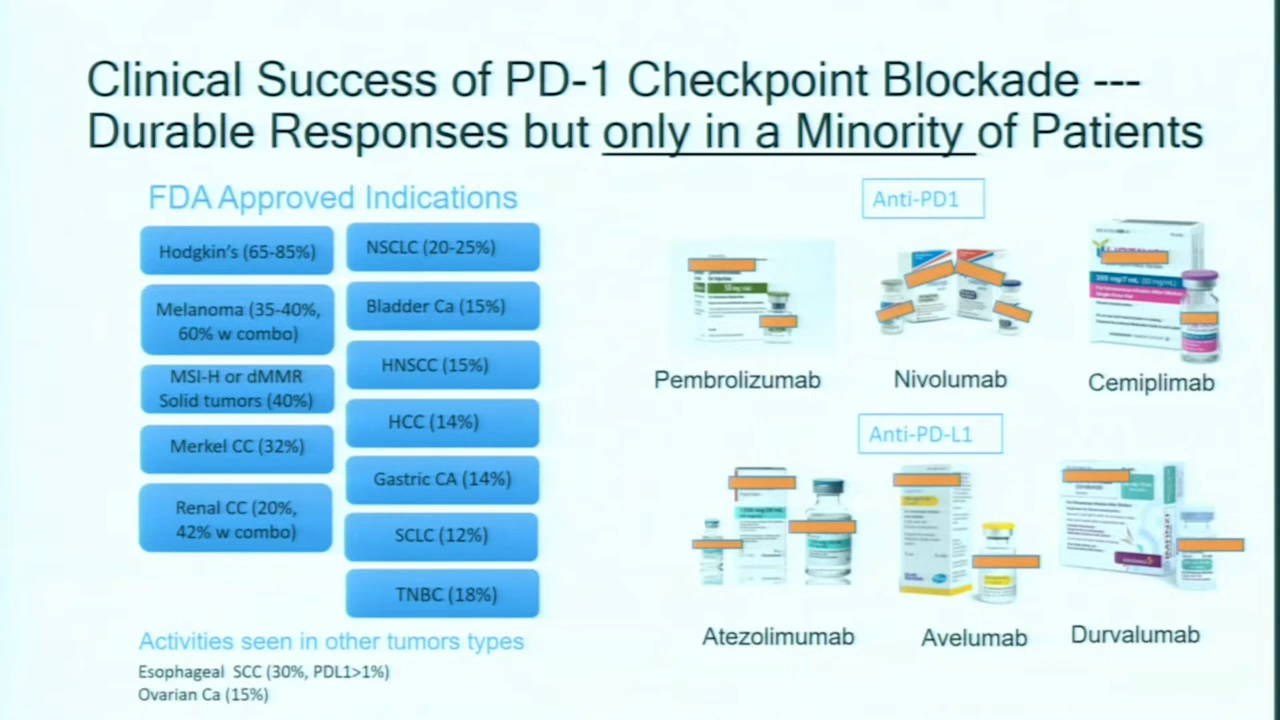 Clinical Success of PD-1 Checkpoint Blockade ---
Durable Responses but only in a Minority of Patients
FDA Approved Indications
Hodgkin's (65-85%)
Melanoma (35-40%,
60% w combo)
MSI-H or dMMR
Solid tumors (40%)
Merkel CC (32%)
Renal CC (20%,
42% w combo)
NSCLC (20-25%)
Bladder Ca (15%)
HNSCC (15%)
HCC (14%)
Gastric CA (14%)
SCLC (12%)
TNBC (18%)
Activities seen in other tumors types
Esophageal SCC (30%, PDL1>1%)
Ovarian Ca (15%)
Anti-PD1
Pembrolizumab
Nivolumab
Cemiplimab
Anti-PD-L1
Atezolimumab
Avelumab
Durvalumab